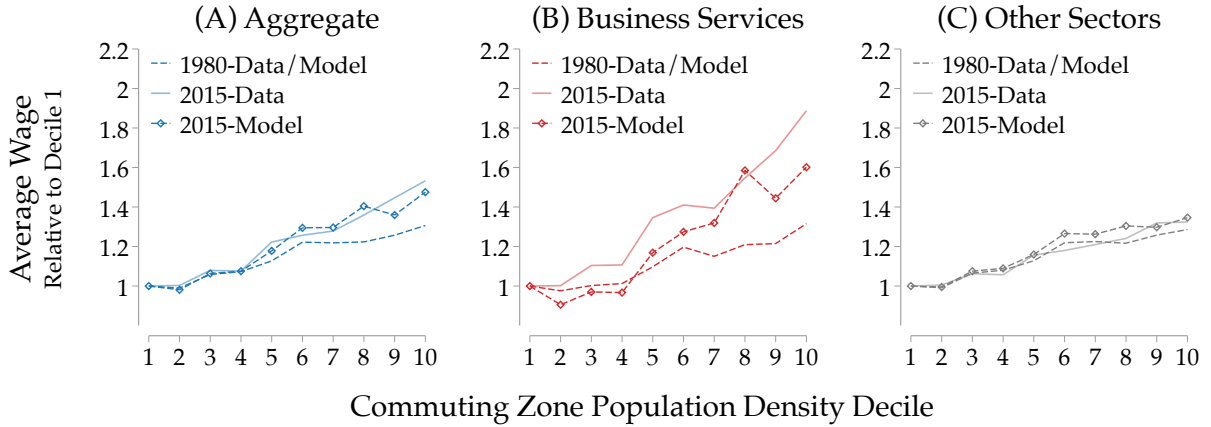 (A) Aggregate
(B) Business Services
(C) Other Sectors
Average Wage
Relative to Decile 1
2.2
2
1.8
1.6
1.4
1.2
1
1980-Data/Model
2015-Data
2015-Model
1 2 3 4 5 6 7 8 9 10
2.2
2
1.8
1.6
1.4
1.2
1
1980-Data/Model
2015-Data
2015-Model
1 2 3 4 5 6 7 8 9 10
2.2
2
1.8
1.6
1.4
1.2
1
1980-Data/Model
2015-Data
2015-Model
1 2 3 4 5 6 7 8 9 10
Commuting Zone Population Density Decile